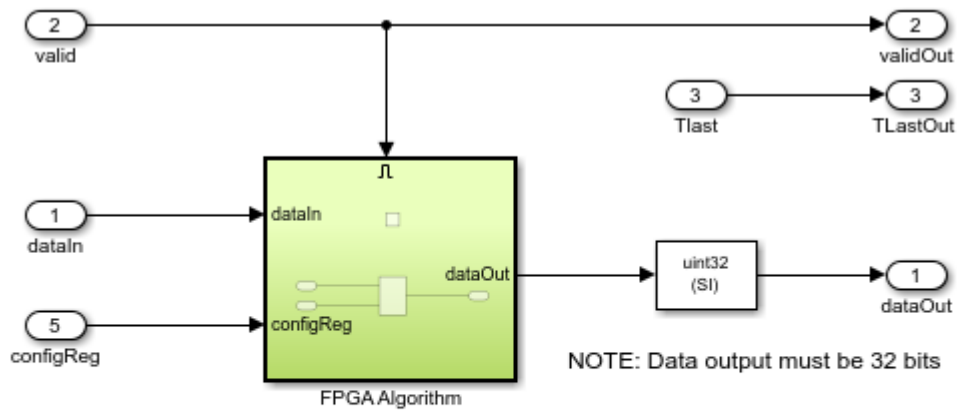 2
valid
2
validOut
3
Tlast
3
TLastOut
1
dataIn
dataIn
dataOut
uint32
(SI)
1
dataOut
5
configReg
configReg
NOTE: Data output must be 32 bits
FPGA Algorithm